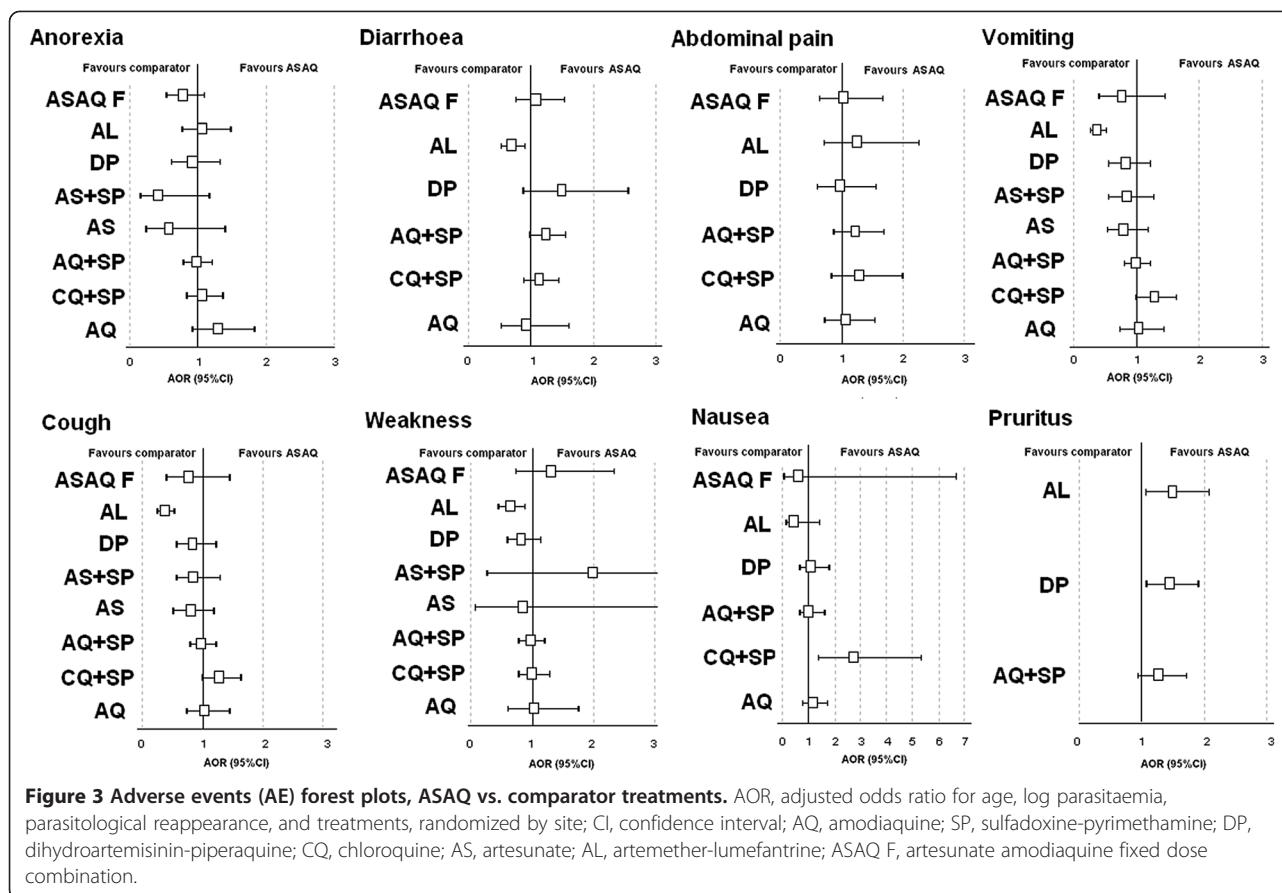 Anorexia
Favours comparator Favours ASAQ
ASAQ F
AL
DP
AS+SP
AS
AQ+SP
CQ+SP
AQ
0 1 2 3
AOR (95%CI)
Diarrhoea
Favours comparator Favours ASAQ
ASAQ F
AL
DP
AQ+SP
CQ+SP
AQ
0 1 2 3
AOR (95%CI)
Abdominal pain
Favours comparator Favours ASAQ
ASAQ F
AL
DP
AQ+SP
CQ+SP
AQ
0 1 2 3
AOR (95%CI)
Vomiting
Favours comparator Favours ASAQ
ASAQ F
AL
DP
AS+SP
AS
AQ+SP
CQ+SP
AQ
0 1 2 3
AOR (95%CI)
Cough
Favours comparator Favours ASAQ
ASAQ F
AL
DP
AS+SP
AS
AQ+SP
CQ+SP
AQ
0 1 2 3
AOR (95%CI)
Weakness
Favours comparator Favours ASAQ
ASAQ F
AL
DP
AS+SP
AS
AQ+SP
CQ+SP
AQ
0 1 2 3
AOR (95%CI)
Nausea
Favours comparator Favours ASAQ
ASAQ F
AL
DP
AQ+SP
CQ+SP
AQ
0 1 2 3 4 5 6 7
AOR (95%CI)
Pruritus
Favours comparator Favours ASAQ
AL
DP
AQ+SP
0 1 2 3
AOR (95%CI)
Figure 3 Adverse events (AE) forest plots, ASAQ vs. comparator treatments. AOR, adjusted odds ratio for age, log parasitaemia,
parasitological reappearance, and treatments, randomized by site; CI, confidence interval; AQ, amodiaquine; SP, sulfadoxine-pyrimethamine; DP,
dihydroartemisinin-piperaquine; CQ, chloroquine; AS, artesunate; AL, artemether-lumefantrine; ASAQ F, artesunate amodiaquine fixed dose
combination.